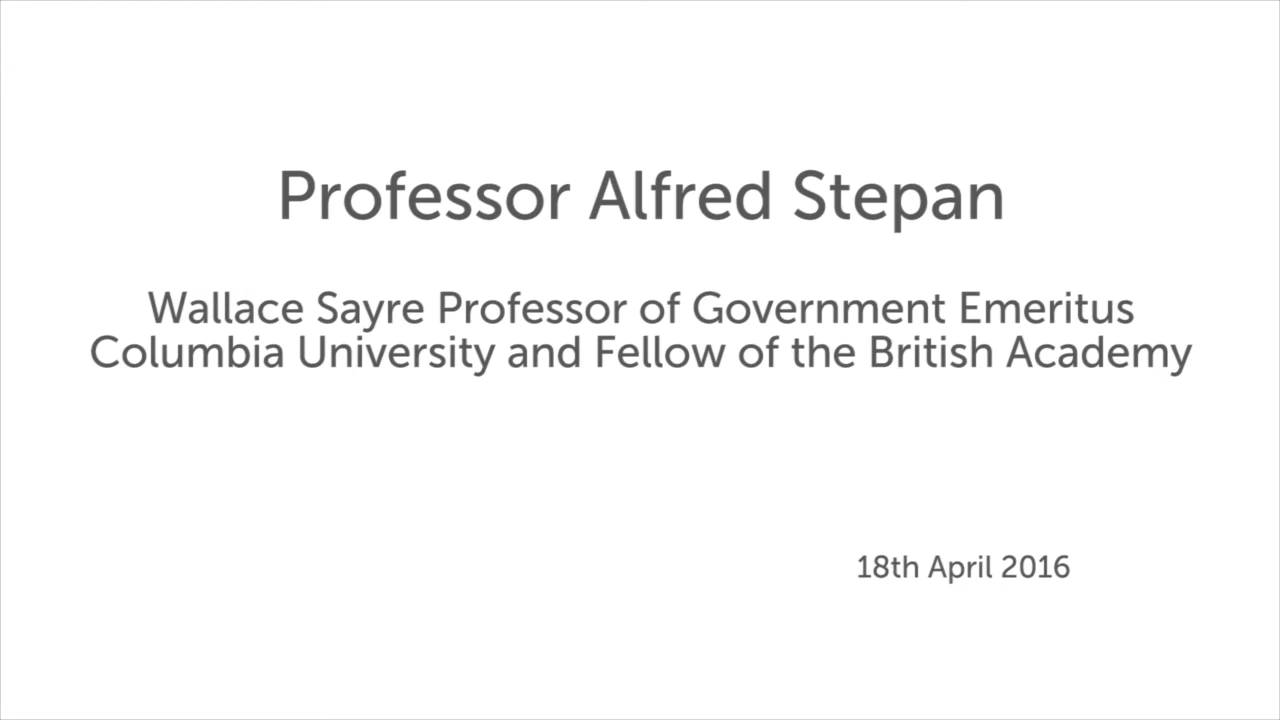 Professor Alfred Stepan
Wallace Sayre Professor of Government Emeritus
Columbia University and Fellow of the British Academy
18th April 2016